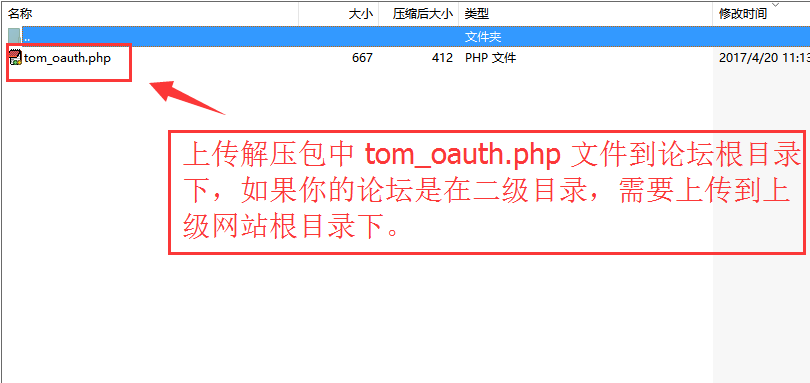 名称 大小 压缩后大小 类型 修改时间
.. 文件夹
tom_oauth.php 667 412 PHP 文件 2017/4/20 11:13
上传解压包中 tom_oauth.php 文件到论坛根目录
下，如果你的论坛是在二级目录，需要上传到上
级网站根目录下。